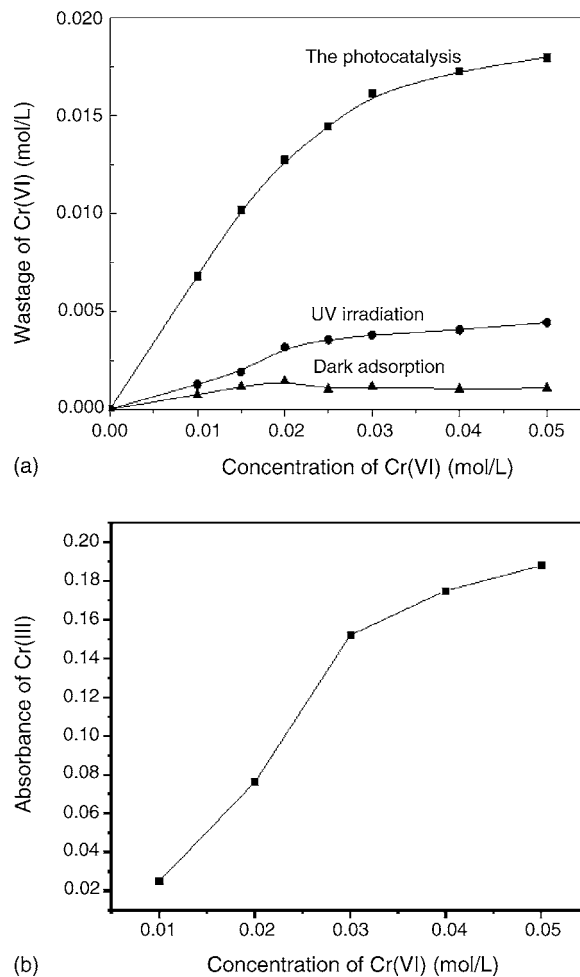 0.020
0.015
0.010
0.005
0.000
Wastage of Cr(VI) (mol/L)
The photocatalysis
UV irradiation
Dark adsorption
0.00 0.01 0.02 0.03 0.04 0.05
(a)
Concentration of Cr(VI) (mol/L)
0.20
0.18
0.16
0.14
0.12
0.10
0.08
0.06
0.04
0.02
Absorbance of Cr(III)
0.01 0.02 0.03 0.04 0.05
(b)
Concentration of Cr(VI) (mol/L)